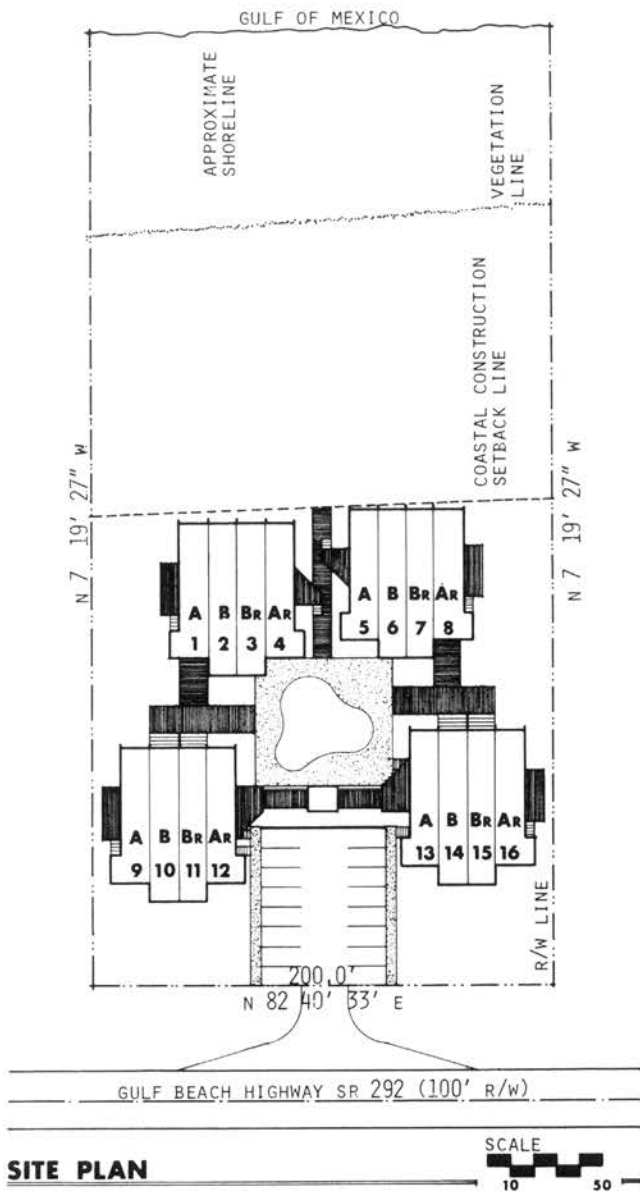 GULF OF MEXICO
APPROXIMATE
SHORELINE
VEGETATION
LINE
COASTAL CONSTRUCTION
SETBACK LINE
N 7 19' 27" W
N 7 19' 27" W
A B BR AR
1 2 3 4
A B BR AR
5 6 7 8
A B BR AR
9 10 11 12
A B BR AR
13 14 15 16
R/W LINE
200.0'
N 82 40' 33' E
GULF BEACH HIGHWAY SR 292 (100' R/W)
SITE PLAN
SCALE
10 50